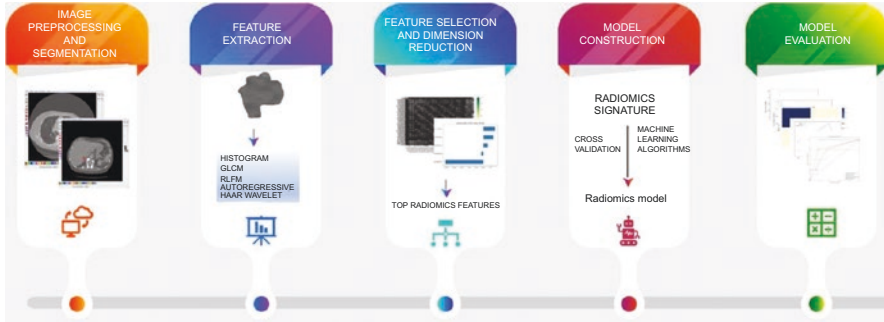 IMAGE
PREPROCESSING
AND
SEGMENTATION
FEATURE
EXTRACTION
HISTOGRAM
GLCM
RLFM
AUTOREGRESSIVE
HAAR WAVELET
FEATURE SELECTION
AND DIMENSION
REDUCTION
TOP RADIOMICS FEATURES
MODEL
CONSTRUCTION
RADIOMICS
SIGNATURE
CROSS
VALIDATION
MACHINE
LEARNING
ALGORITHMS
Radiomics model
MODEL
EVALUATION